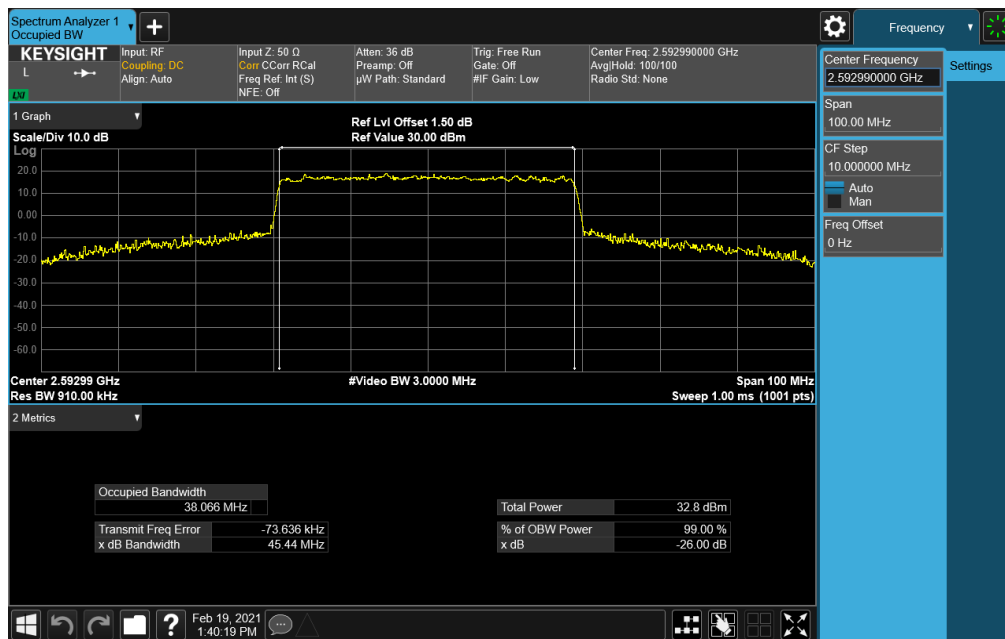 Spectrum Analyzer 1
Occupied BW
Frequency
KEYSIGHT
L
LXI
Input: RF
Coupling: DC
Align: Auto
Input Z: 50 Ω
Corr CCorr RCal
Freq Ref: Int (S)
NFE: Off
Atten: 36 dB
Preamp: Off
µW Path: Standard
Trig: Free Run
Gate: Off
#IF Gain: Low
Center Freq: 2.592990000 GHz
Avg|Hold: 100/100
Radio Std: None
Center Frequency
2.592990000 GHz
Settings
Span
100.00 MHz
CF Step
10.000000 MHz
Auto
Man
Freq Offset
0 Hz
1 Graph
Scale/Div 10.0 dB
Ref Lvl Offset 1.50 dB
Ref Value 30.00 dBm
Log
20.0
10.0
0.00
-10.0
-20.0
-30.0
-40.0
-50.0
-60.0
Center 2.59299 GHz
#Video BW 3.0000 MHz
Span 100 MHz
Res BW 910.00 kHz
Sweep 1.00 ms (1001 pts)
2 Metrics
Occupied Bandwidth
38.066 MHz
Transmit Freq Error -73.636 kHz
x dB Bandwidth 45.44 MHz
Total Power 32.8 dBm
% of OBW Power 99.00 %
x dB -26.00 dB
?
Feb 19, 2021
1:40:19 PM